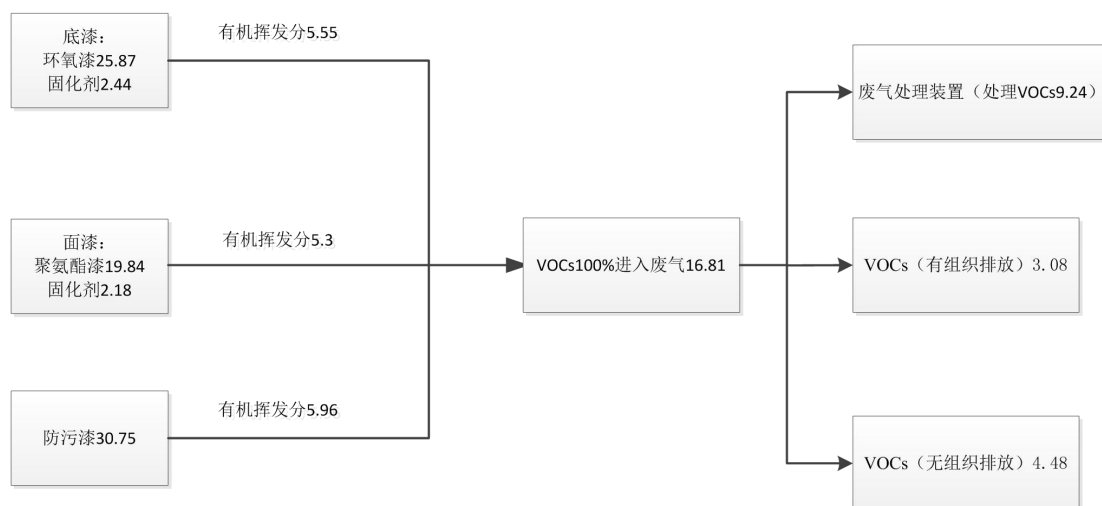 底漆：
环氧漆25.87
固化剂2.44
有机挥发分5.55
面漆：
聚氨酯漆19.84
固化剂2.18
有机挥发分5.3
防污漆30.75
有机挥发分5.96
VOCs100%进入废气16.81
废气处理装置（处理VOCs9.24）
VOCs（有组织排放）3.08
VOCs（无组织排放）4.48